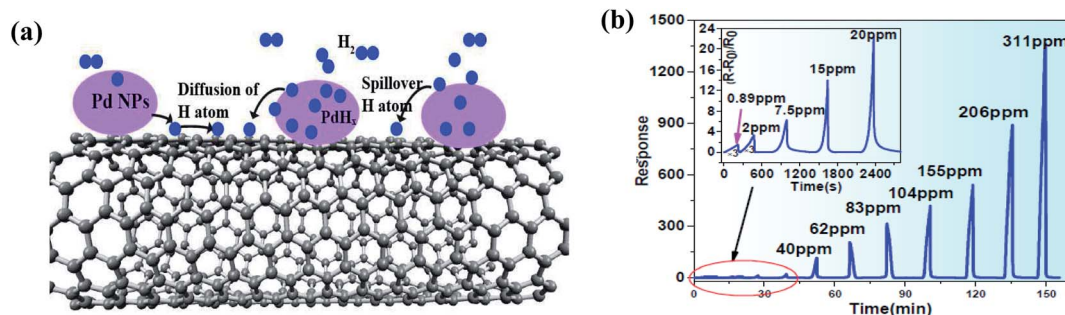 (a)
H2
Pd NPs
Diffusion of
H atom
Spillover
H atom
PdHx
(b)
Response
1500
1200
900
600
300
0
0
30
60
90
120
150
Time(min)
40ppm
62ppm
83ppm
104ppm
155ppm
206ppm
311ppm
(R-R0)/R0
24
20
16
12
8
4
0
0
600
1200
1800
2400
Time(s)
0.89ppm
2ppm
7.5ppm
15ppm
20ppm
-3
-3